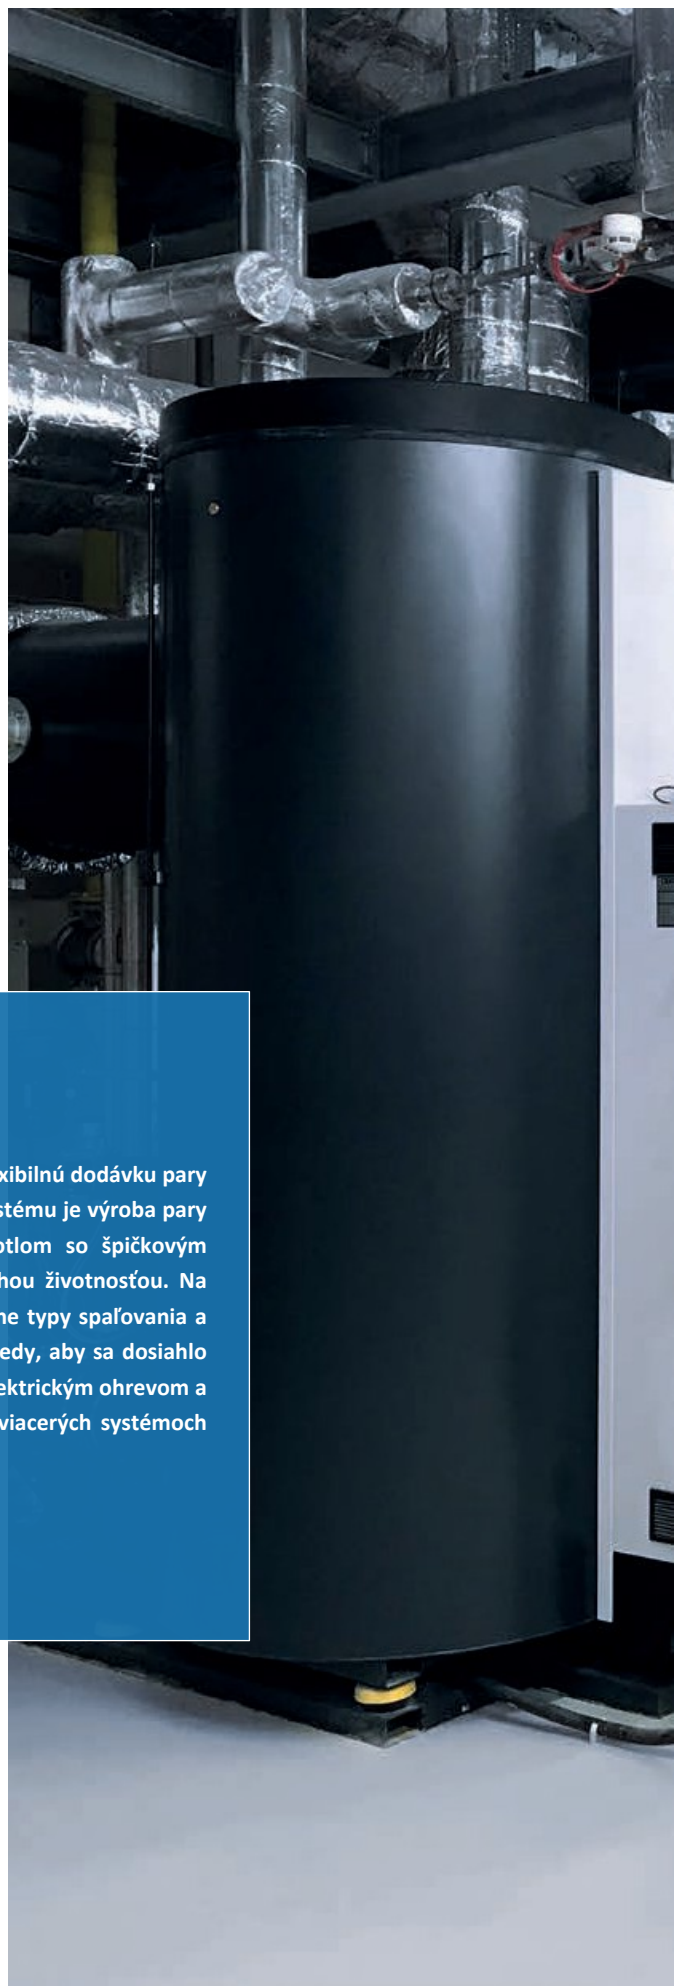 xibilnú dodávku pary
stému je výroba pary
otlom so špičkovým
hou životnosťou. Na
ne typy spaľovania a
edy, aby sa dosiahlo
ektrickým ohrevom a
viacerých systémoch